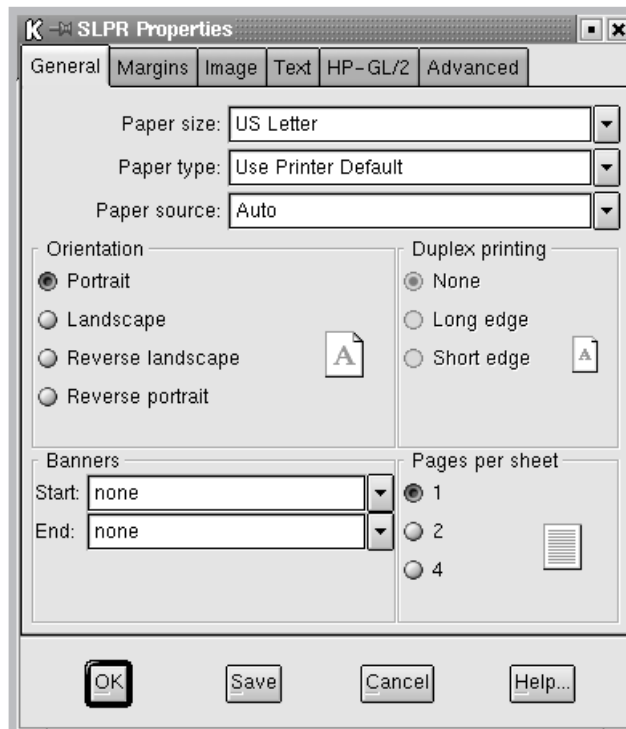 SLPR Properties
General Margins Image Text HP-GL/2 Advanced
Paper size: US Letter
Paper type: Use Printer Default
Paper source: Auto
Orientation
Portrait
Landscape
Reverse landscape
Reverse portrait
A
Duplex printing
None
Long edge
Short edge
A
Banners
Start: none
End: none
Pages per sheet
1
2
4
OK Save Cancel Help...